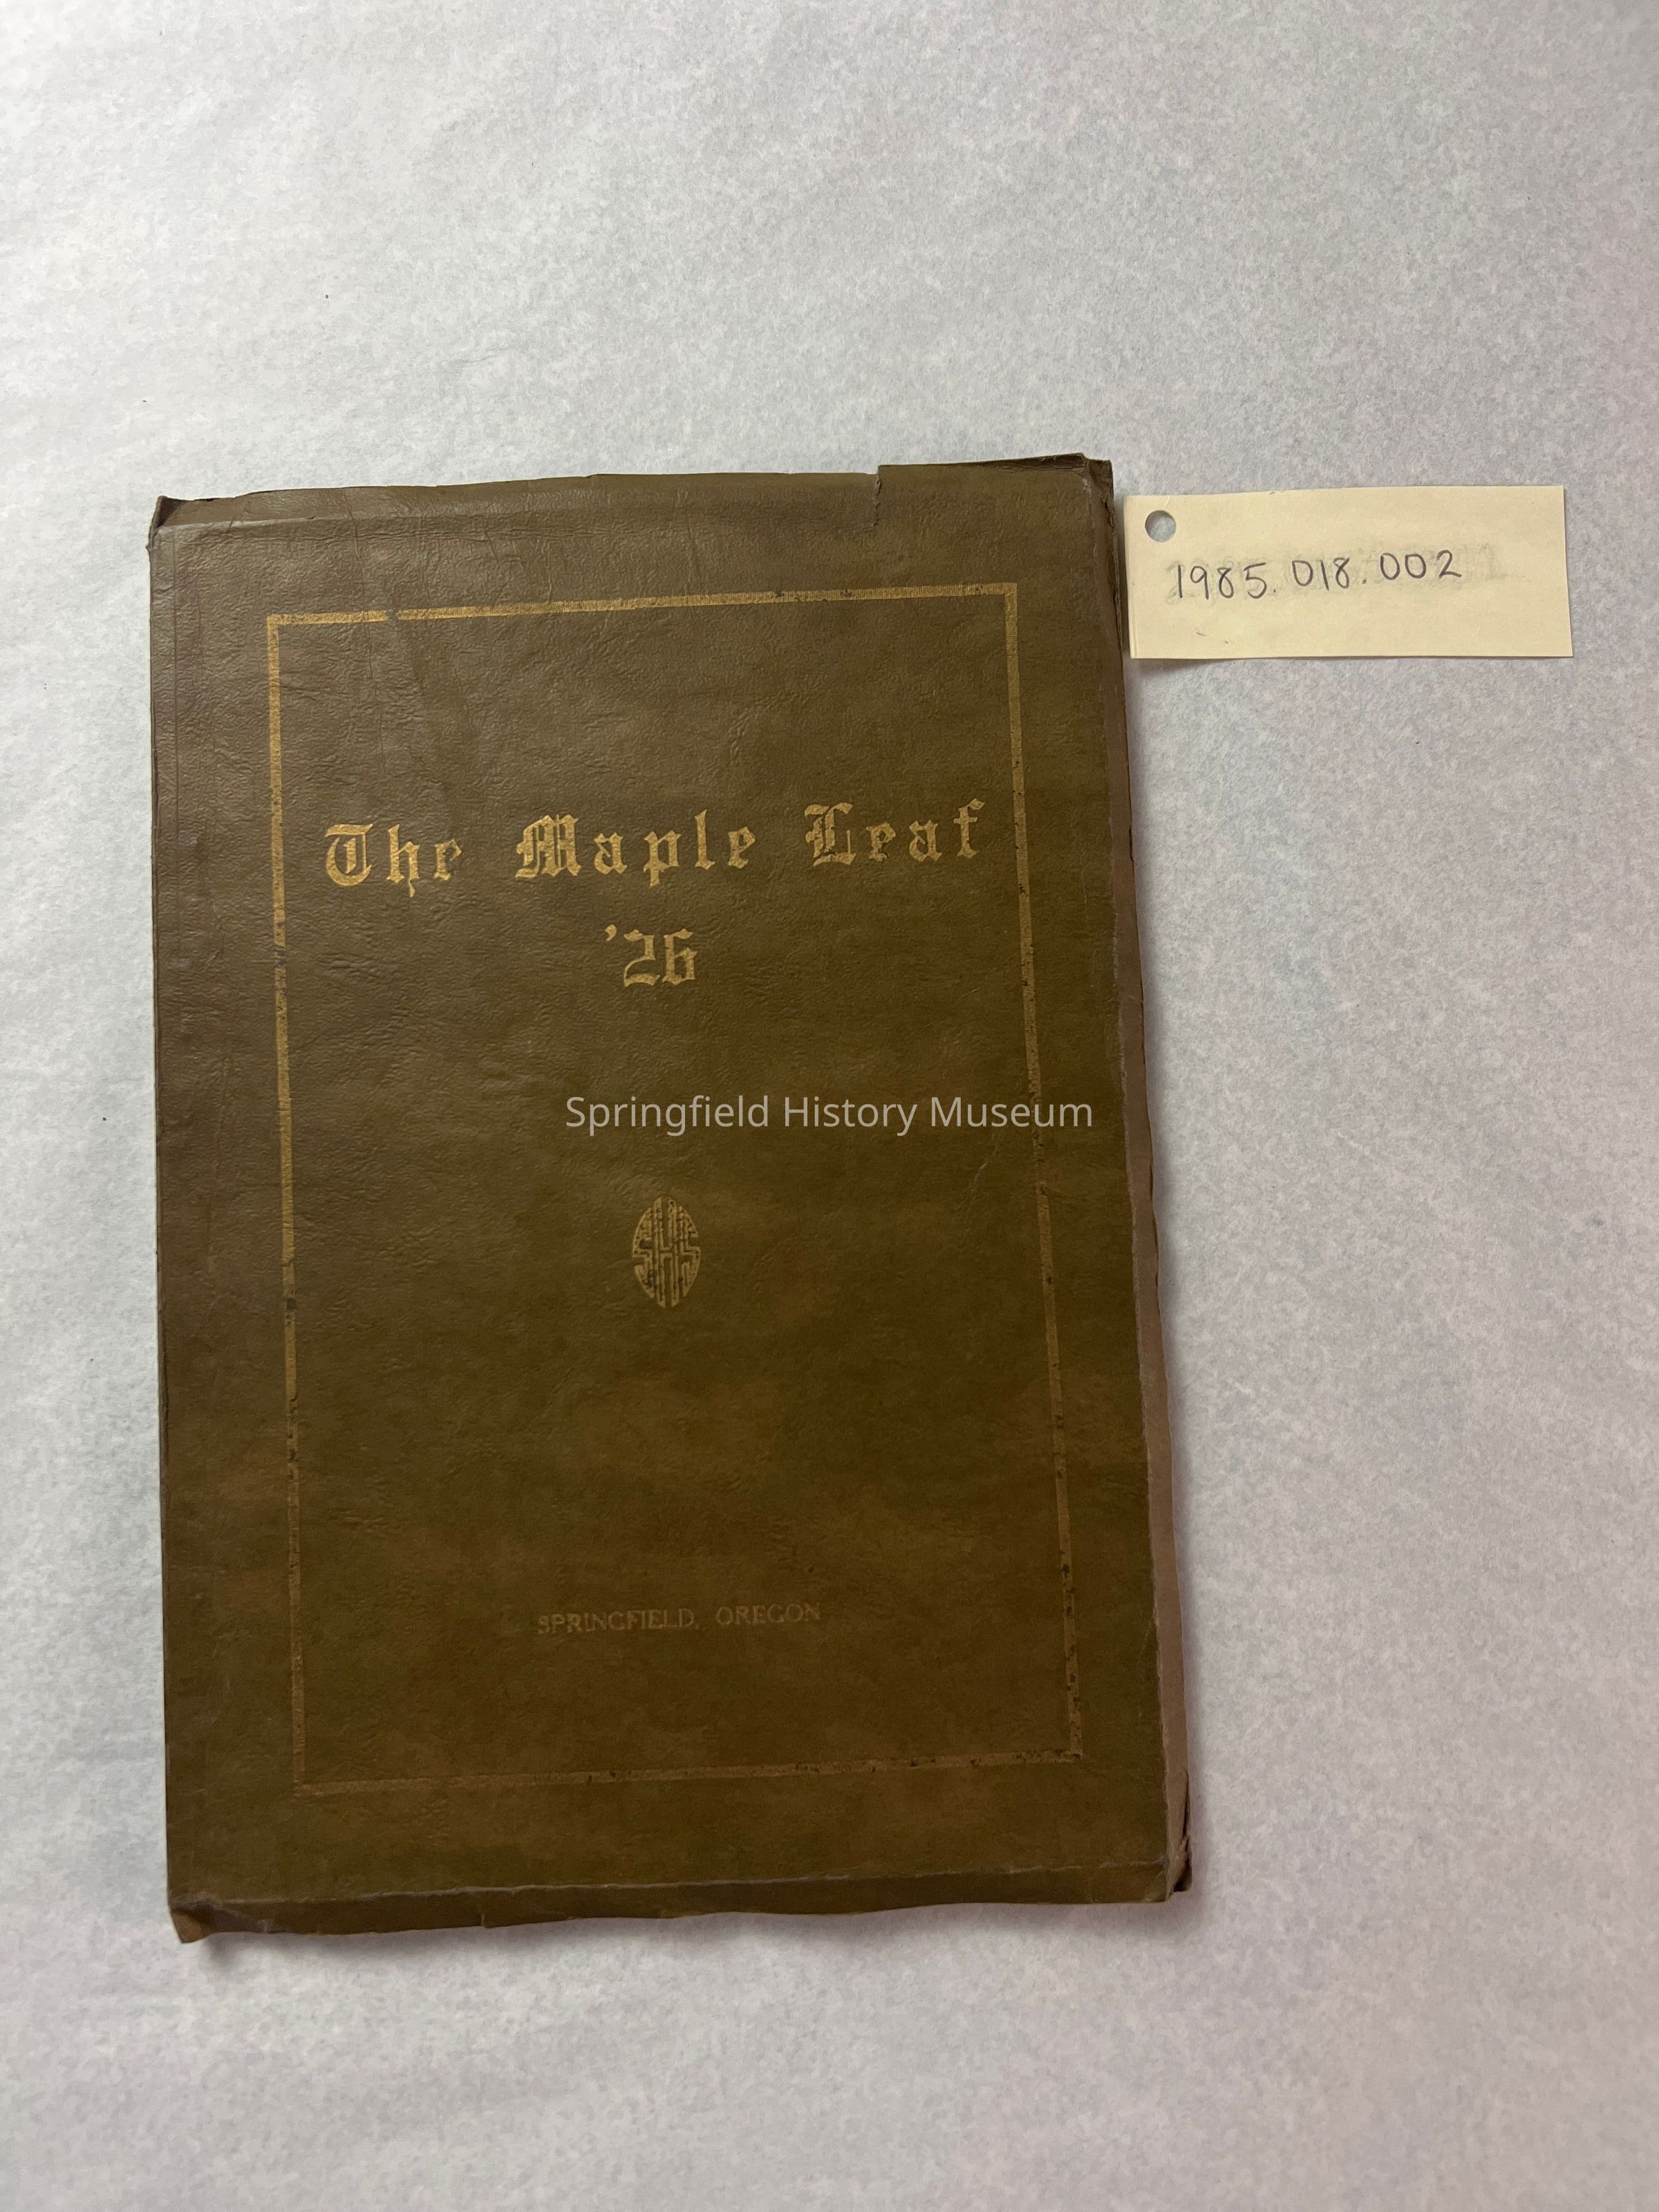 1985.018.002
The Maple Leaf
'26
Springfield History Museum
SHS
SPRINGFIELD, OREGON